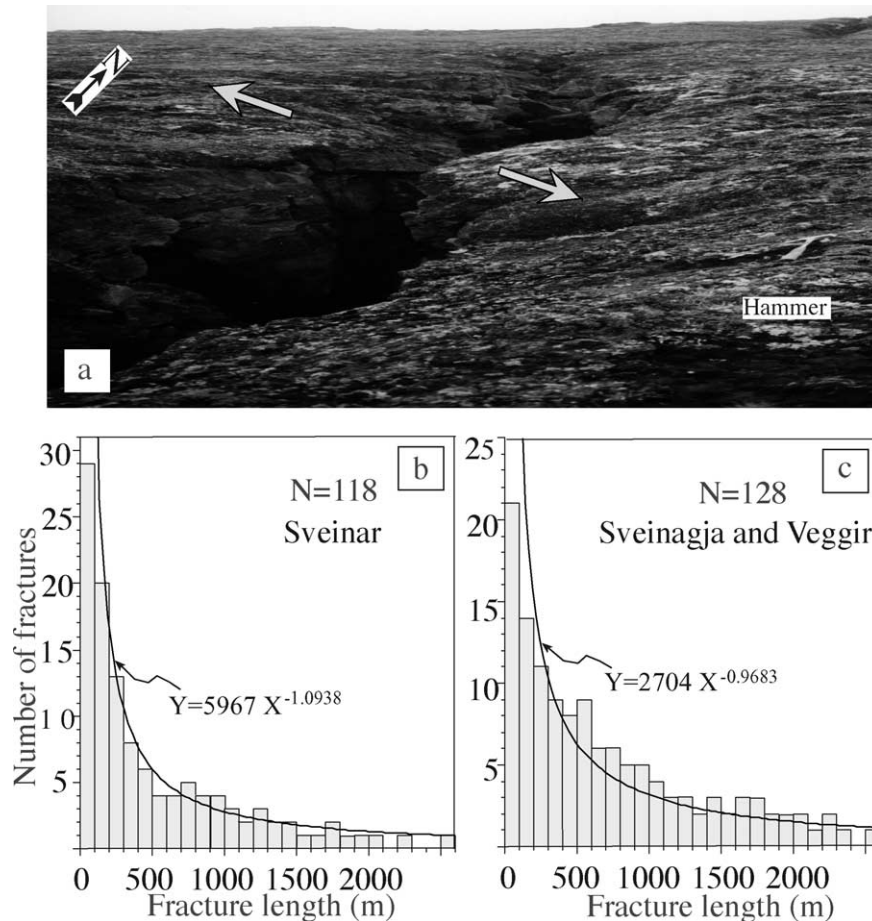 N
Hammer
a
b
N=118
Sveinar
Y=5967 X-1.0938
Number of fractures
30
25
20
15
1 0
5
0 500 1000 1500 2000
Fracture length (m)
c
N=128
Sveinagja and Veggir
Y=2704 X-0.9683
25
20
15
10
5
0 500 1000 1500 2000
Fracture length (m)